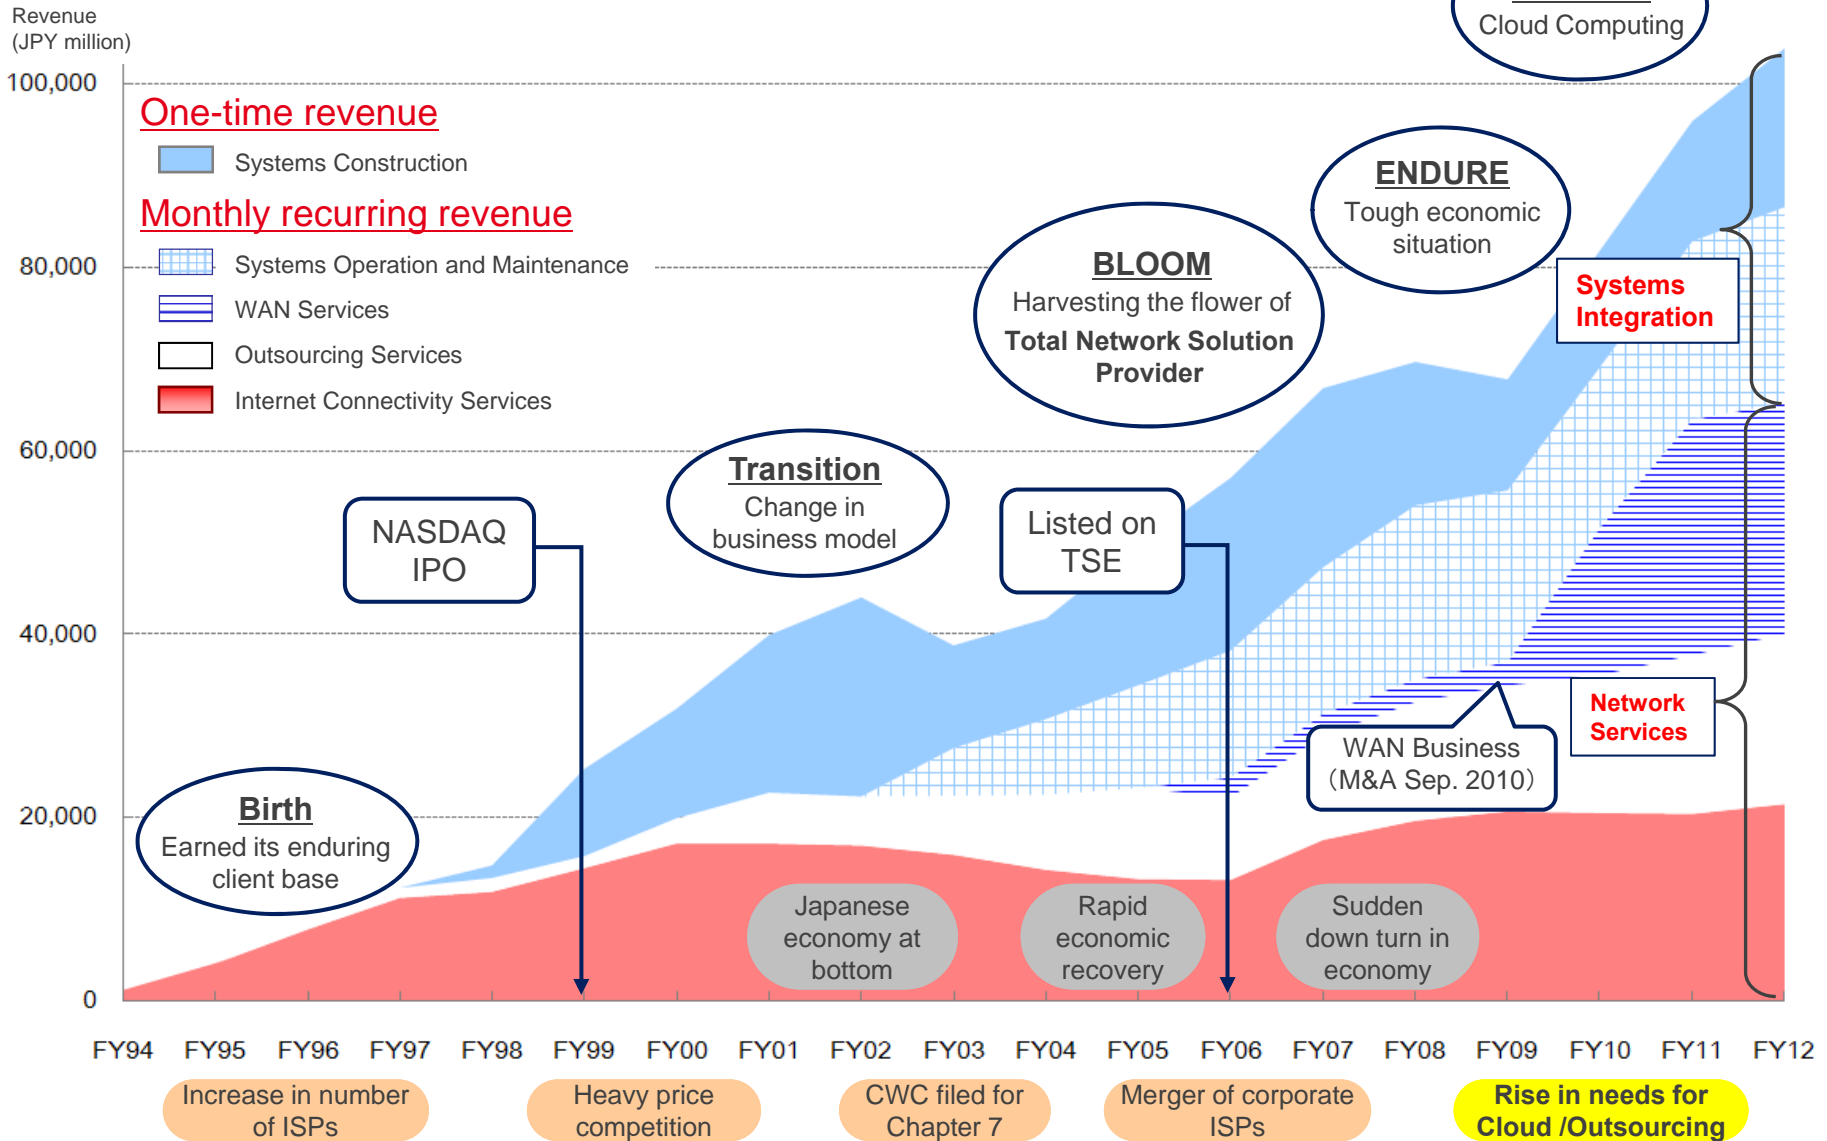 Revenue
(JPY million)
Cloud Computing
100,000
80,000
60,000
40,000
20,000
0
One-time revenue
Systems Construction
Monthly recurring revenue
Systems Operation and Maintenance
WAN Services
Outsourcing Services
Internet Connectivity Services
ENDURE
Tough economic
situation
BLOOM
Harvesting the flower of
Total Network Solution
Provider
Systems
Integration
Transition
Change in
business model
NASDAQ
IPO
Listed on
TSE
Network
Services
WAN Business
（M&A Sep. 2010）
Birth
Earned its enduring
client base
Japanese
economy at
bottom
Rapid
economic
recovery
Sudden
down turn in
economy
FY94 FY95 FY96 FY97 FY98 FY99 FY00 FY01 FY02 FY03 FY04 FY05 FY06 FY07 FY08 FY09 FY10 FY11 FY12
Increase in number
of ISPs
Heavy price
competition
CWC filed for
Chapter 7
Merger of corporate
ISPs
Rise in needs for
Cloud /Outsourcing